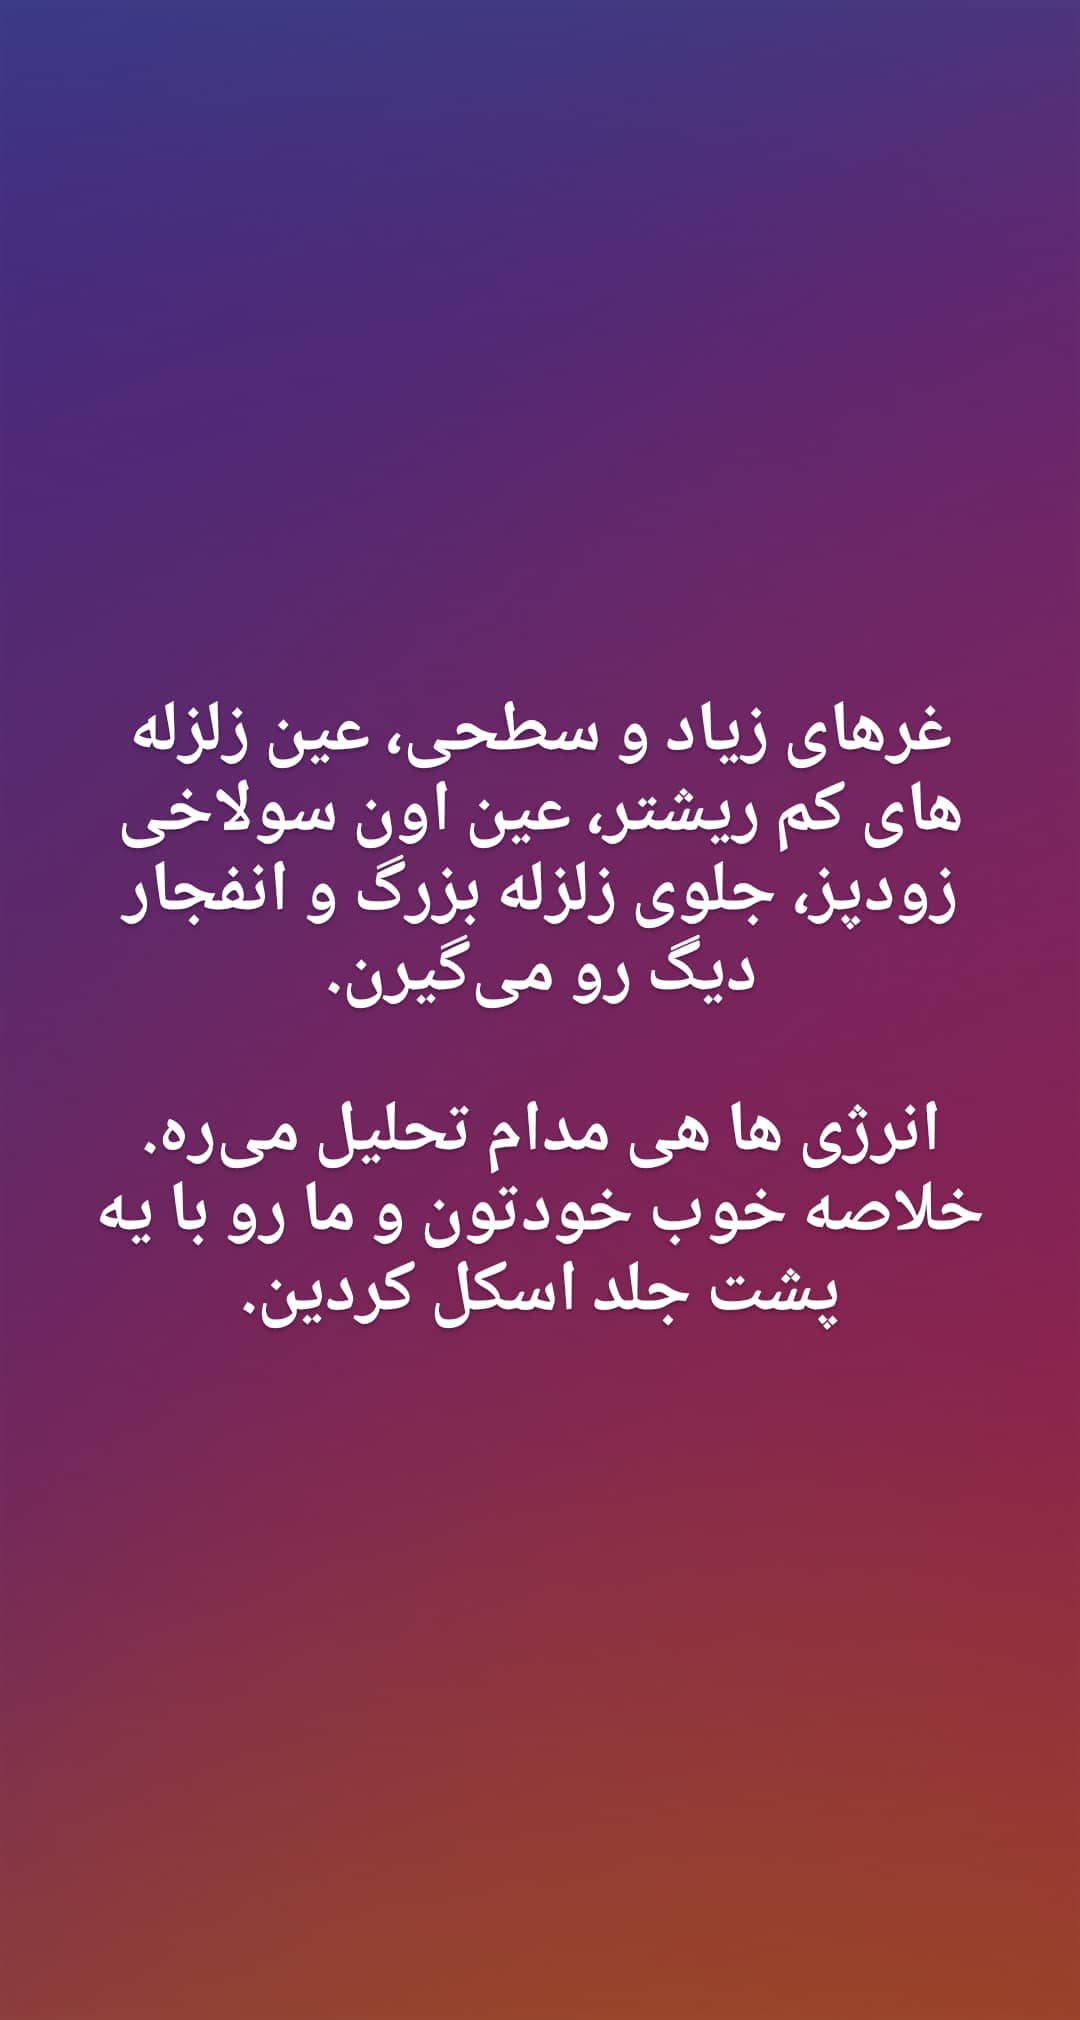 غرهای زیاد و سطحی، عین زلزله
های کم ریشتر، عین اون سولاخی
زودپز، جلوی زلزله بزرگ و انفجار
دیگ رو می‌گیرن.
انرژی ها هی مدام تحلیل می‌ره.
خلاصه خوب خودتون و ما رو با یه
پشت جلد اسکل کردین.